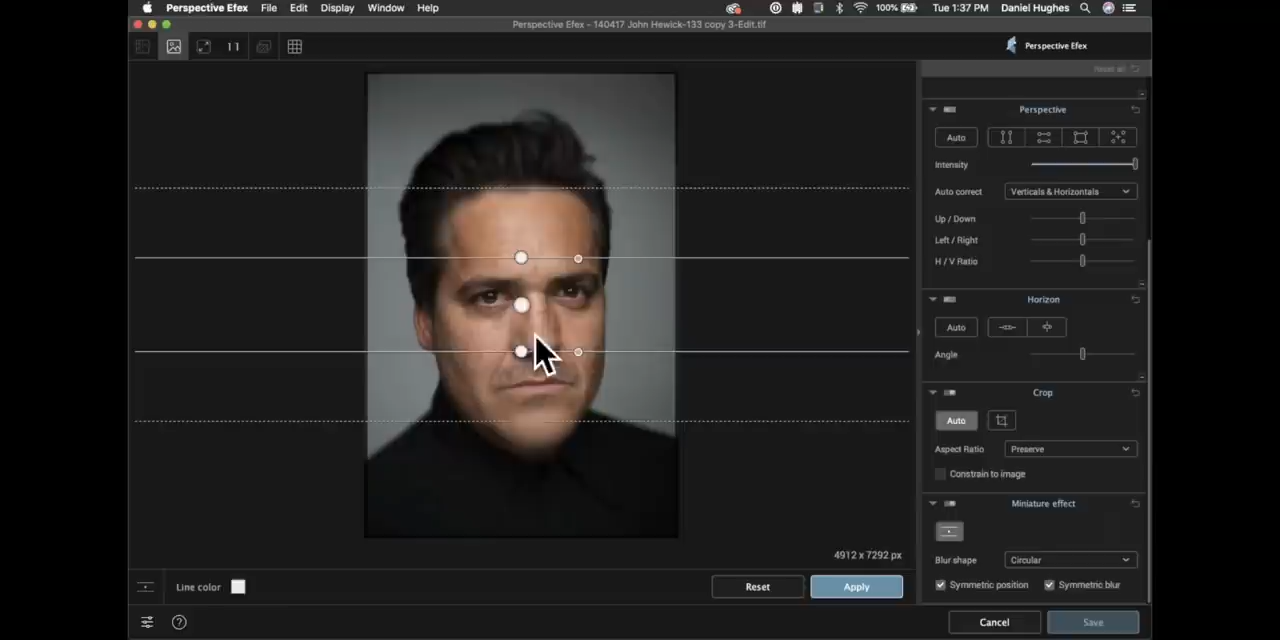 Perspective Efex File Edit Display Window Help 100% Tue 1:37 PM Daniel Hughes
Perspective Efex - 140417 John Hewick-133 copy 3-Edit.tif
1:1 Perspective Efex
Reset all
Perspective
Auto
Intensity
Auto correct Verticals & Horizontals
Up / Down
Left / Right
H / V Ratio
Horizon
Auto
Angle
Crop
Auto
Aspect Ratio Preserve
Constrain to image
Miniature effect
4912 x 7292 px
Blur shape Circular
Symmetric position Symmetric blur
Line color Reset Apply
Cancel Save